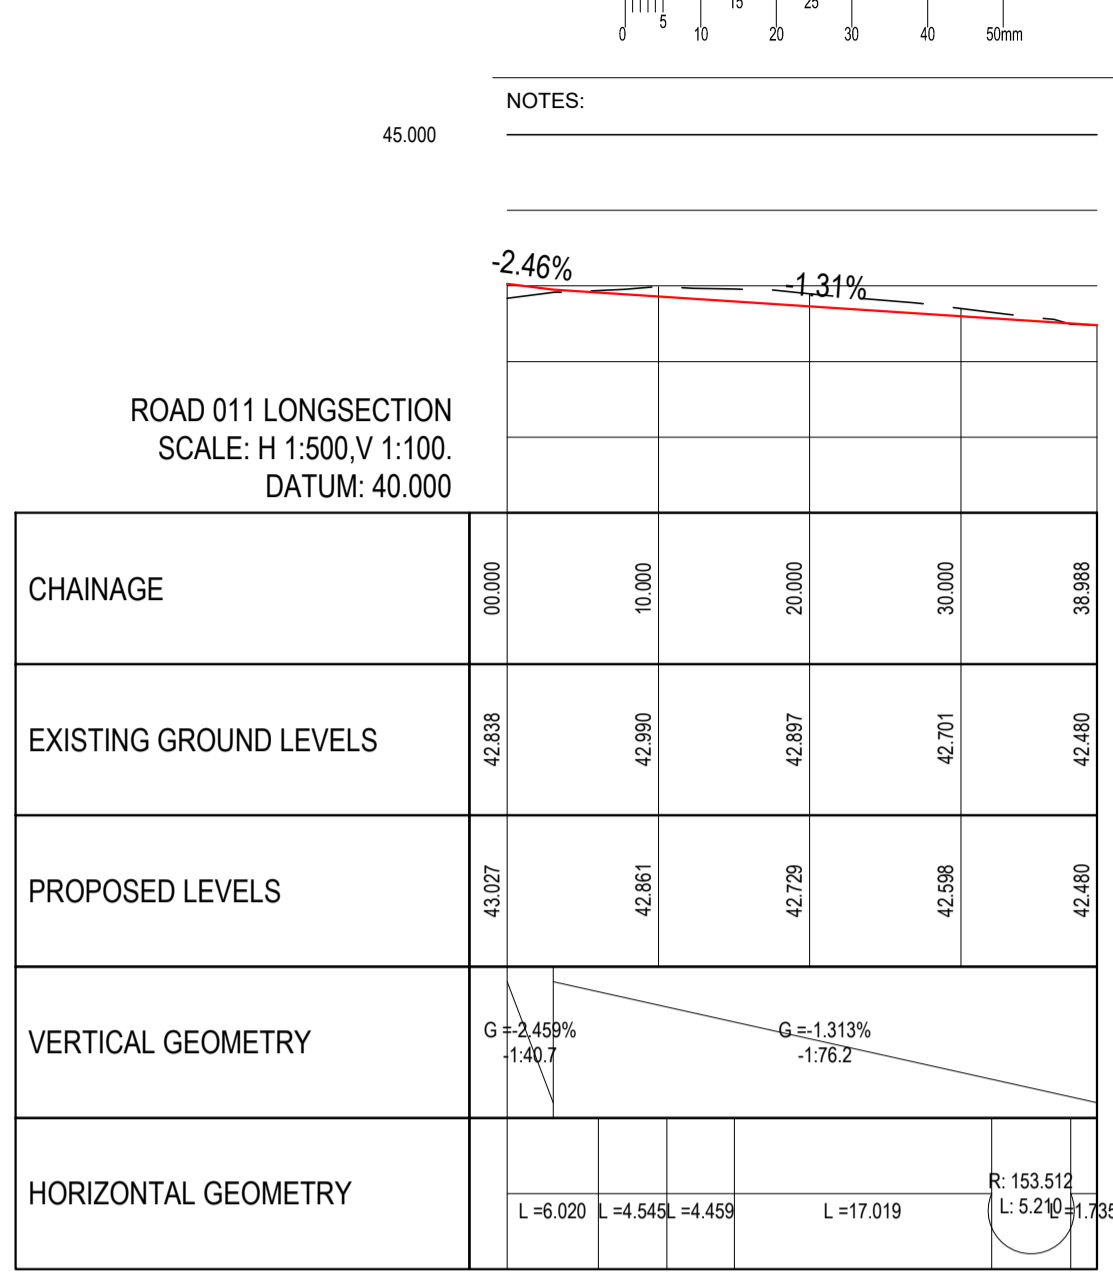 15 25
0 5 10 20 30 40 50mm
NOTES:
45.000
-2.46%
-1.31%
ROAD 011 LONGSECTION
SCALE: H 1:500,V 1:100.
DATUM: 40.000
CHAINAGE 00.000 10.000 20.000 30.000 38.988
EXISTING GROUND LEVELS 42.838 42.990 42.897 42.701 42.480
PROPOSED LEVELS 43.027 42.861 42.729 42.598 42.480
VERTICAL GEOMETRY
G =-2.459% G =-1.313%
-1:40.7 -1:76.2
HORIZONTAL GEOMETRY
R: 153.512
L =6.020 L =4.545 L =4.459 L =17.019 L: 5.210 L =1.735